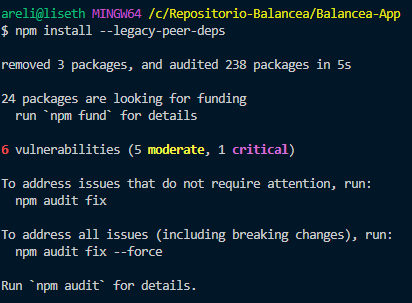 areli@liseth MINGW64 /c/Repositorio-Balancea/Balancea-App
$ npm install --legacy-peer-deps
removed 3 packages, and audited 238 packages in 5s
24 packages are looking for funding
run `npm fund` for details
6 vulnerabilities (5 moderate, 1 critical)
To address issues that do not require attention, run:
npm audit fix
To address all issues (including breaking changes), run:
npm audit fix --force
Run `npm audit` for details.